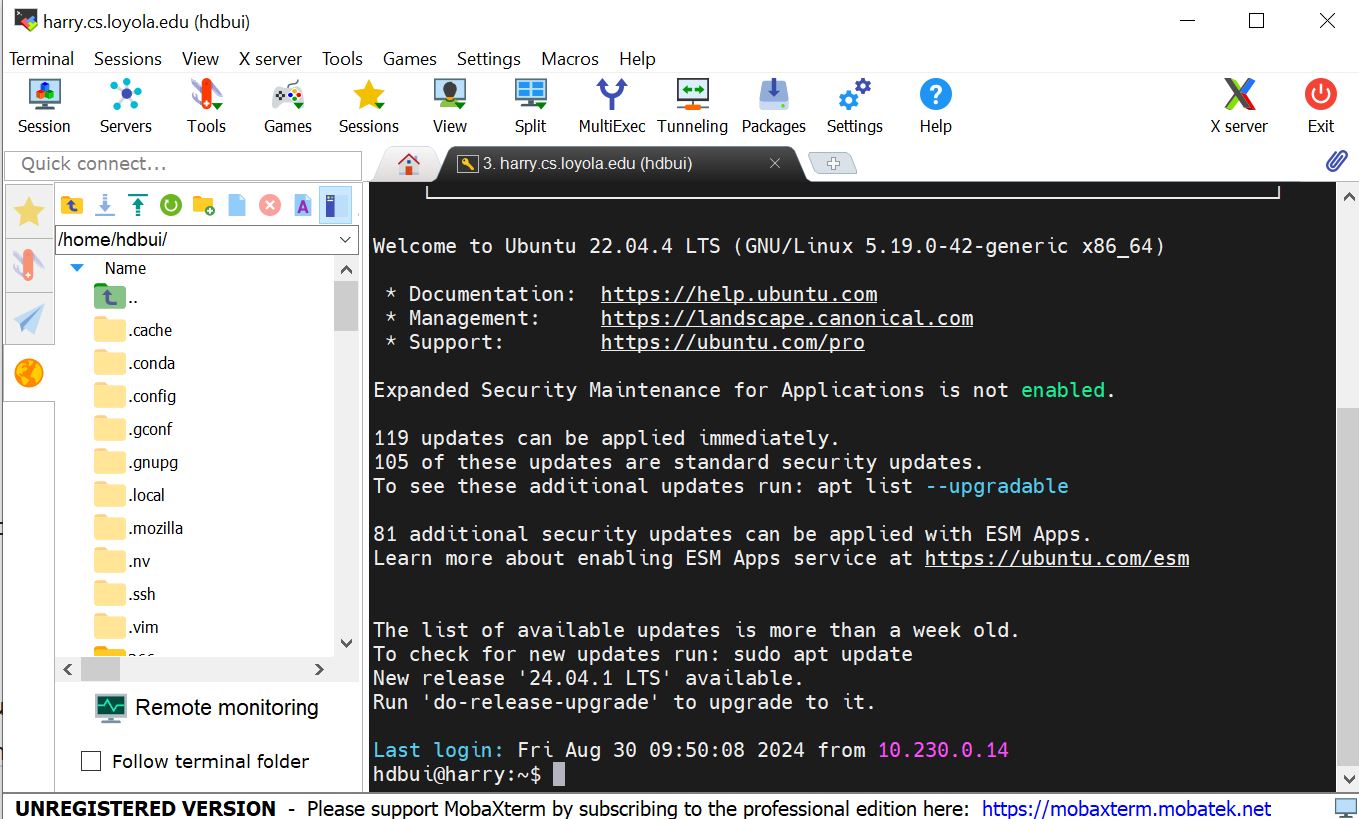 harry.cs.loyola.edu (hdbui)
Terminal Sessions View X server Tools Games Settings Macros Help
Session Servers Tools Games Sessions View Split MultiExec Tunneling Packages Settings Help X server Exit
Quick connect...
3. harry.cs.loyola.edu (hdbui)
/home/hdbui/
Name
..
.cache
.conda
.config
.gconf
.gnupg
.local
.mozilla
.nv
.ssh
.vim
Remote monitoring
Follow terminal folder
Welcome to Ubuntu 22.04.4 LTS (GNU/Linux 5.19.0-42-generic x86_64)
* Documentation: https://help.ubuntu.com
* Management: https://landscape.canonical.com
* Support: https://ubuntu.com/pro
Expanded Security Maintenance for Applications is not enabled.
119 updates can be applied immediately.
105 of these updates are standard security updates.
To see these additional updates run: apt list --upgradable
81 additional security updates can be applied with ESM Apps.
Learn more about enabling ESM Apps service at https://ubuntu.com/esm
The list of available updates is more than a week old.
To check for new updates run: sudo apt update
New release '24.04.1 LTS' available.
Run 'do-release-upgrade' to upgrade to it.
Last login: Fri Aug 30 09:50:08 2024 from 10.230.0.14
hdbui@harry:~$
UNREGISTERED VERSION - Please support MobaXterm by subscribing to the professional edition here: https://mobaxterm.mobatek.net